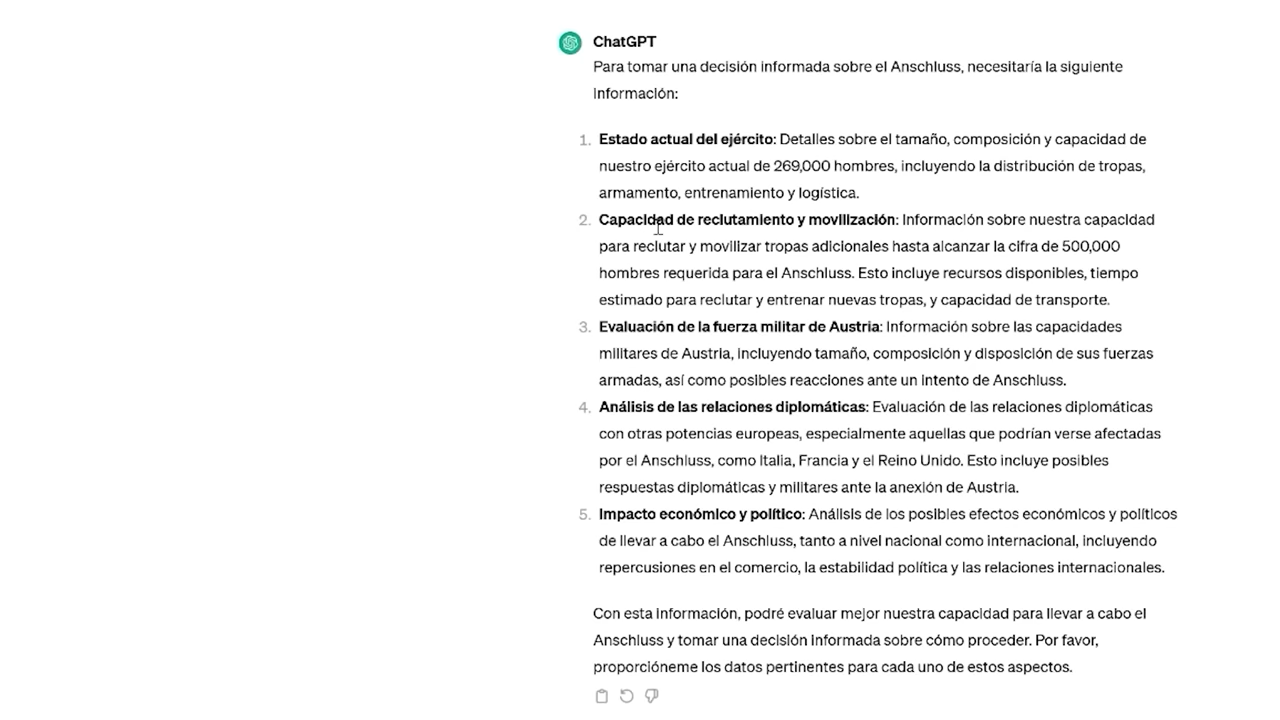 ChatGPT
Para tomar una decisión informada sobre el Anschluss, necesitaría la siguiente
información:
1. Estado actual del ejército: Detalles sobre el tamaño, composición y capacidad de
nuestro ejército actual de 269,000 hombres, incluyendo la distribución de tropas,
armamento, entrenamiento y logística.
2. Capacidad de reclutamiento y movilización: Información sobre nuestra capacidad
para reclutar y movilizar tropas adicionales hasta alcanzar la cifra de 500,000
hombres requerida para el Anschluss. Esto incluye recursos disponibles, tiempo
estimado para reclutar y entrenar nuevas tropas, y capacidad de transporte.
3. Evaluación de la fuerza militar de Austria: Información sobre las capacidades
militares de Austria, incluyendo tamaño, composición y disposición de sus fuerzas
armadas, así como posibles reacciones ante un intento de Anschluss.
4. Análisis de las relaciones diplomáticas: Evaluación de las relaciones diplomáticas
con otras potencias europeas, especialmente aquellas que podrían verse afectadas
por el Anschluss, como Italia, Francia y el Reino Unido. Esto incluye posibles
respuestas diplomáticas y militares ante la anexión de Austria.
5. Impacto económico y político: Análisis de los posibles efectos económicos y políticos
de llevar a cabo el Anschluss, tanto a nivel nacional como internacional, incluyendo
repercusiones en el comercio, la estabilidad política y las relaciones internacionales.
Con esta información, podré evaluar mejor nuestra capacidad para llevar a cabo el
Anschluss y tomar una decisión informada sobre cómo proceder. Por favor,
proporcióneme los datos pertinentes para cada uno de estos aspectos.